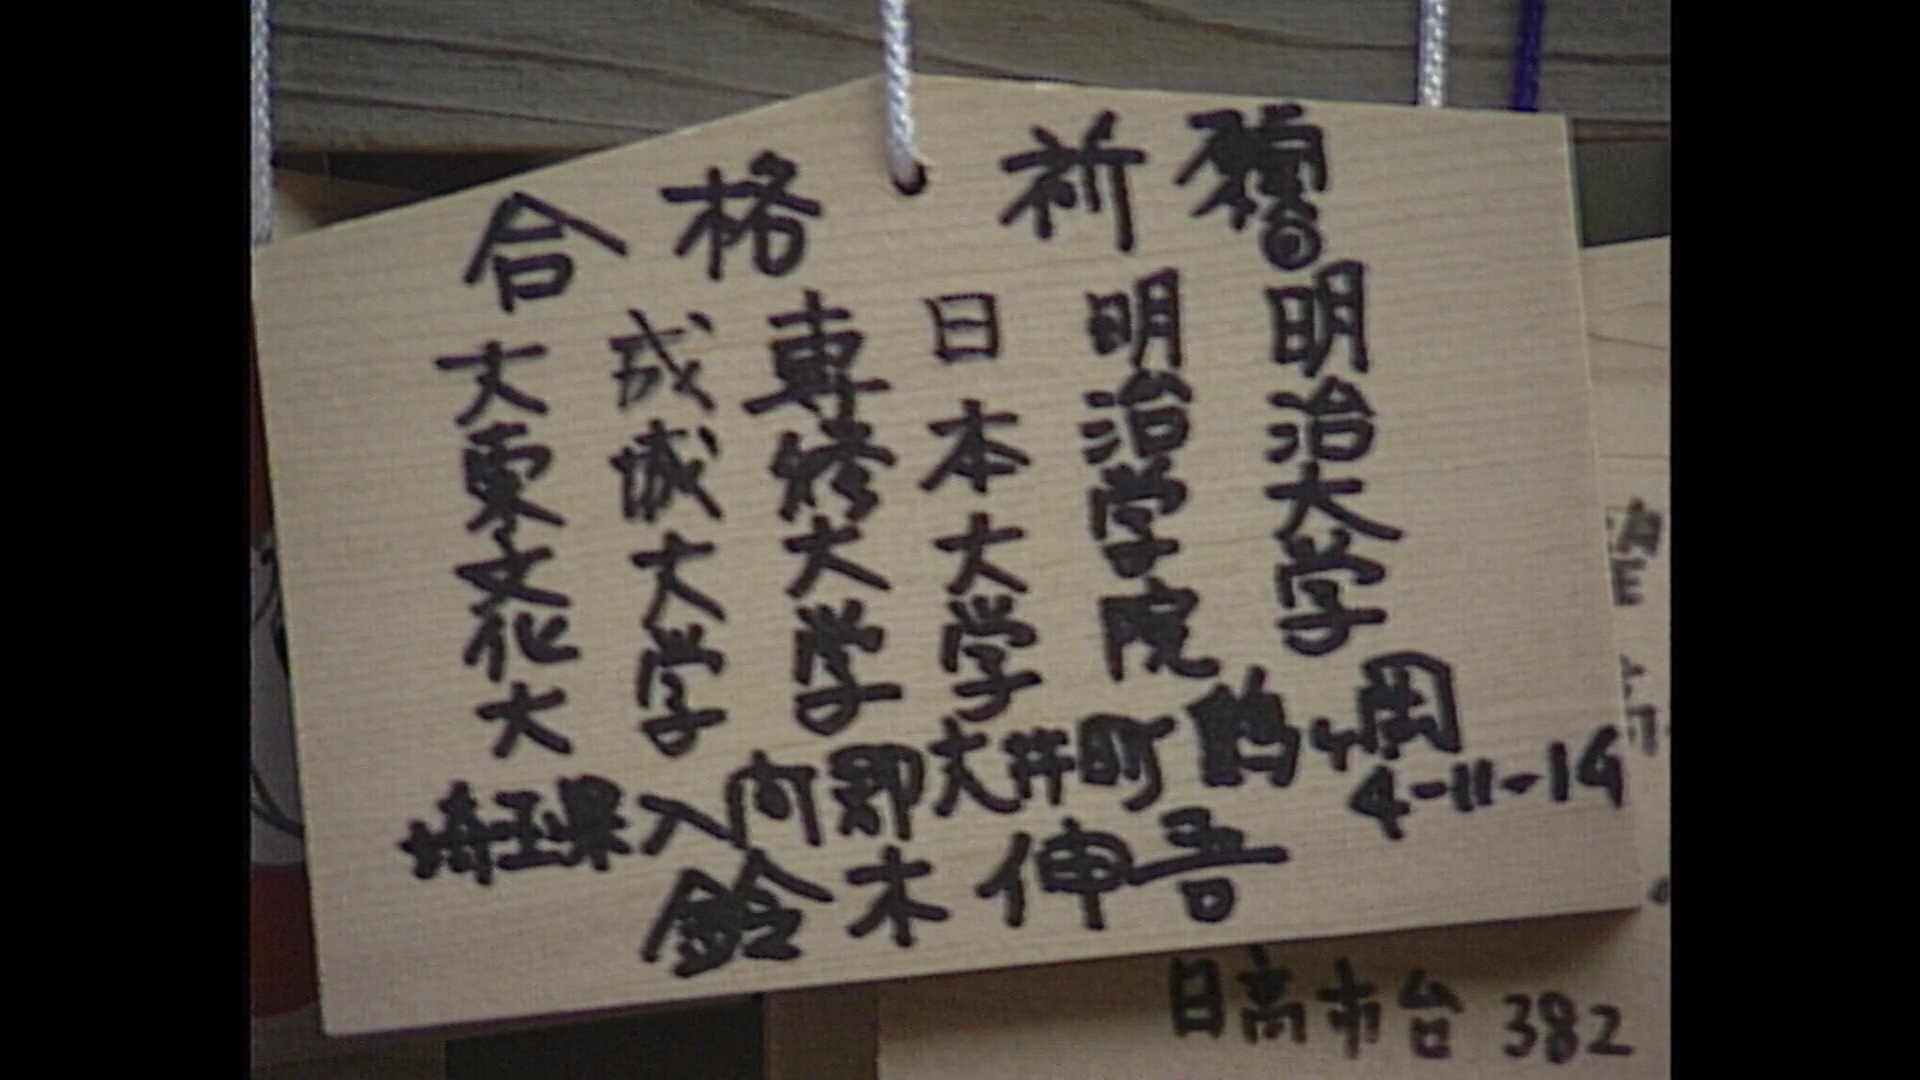 合格祈願
明治大学
明治学院
日本大学
専修大学
成城大学
大東文化大
埼玉県入間郡大井町鶴ヶ岡
4-11-14
鈴木伸吾
日高市台 382